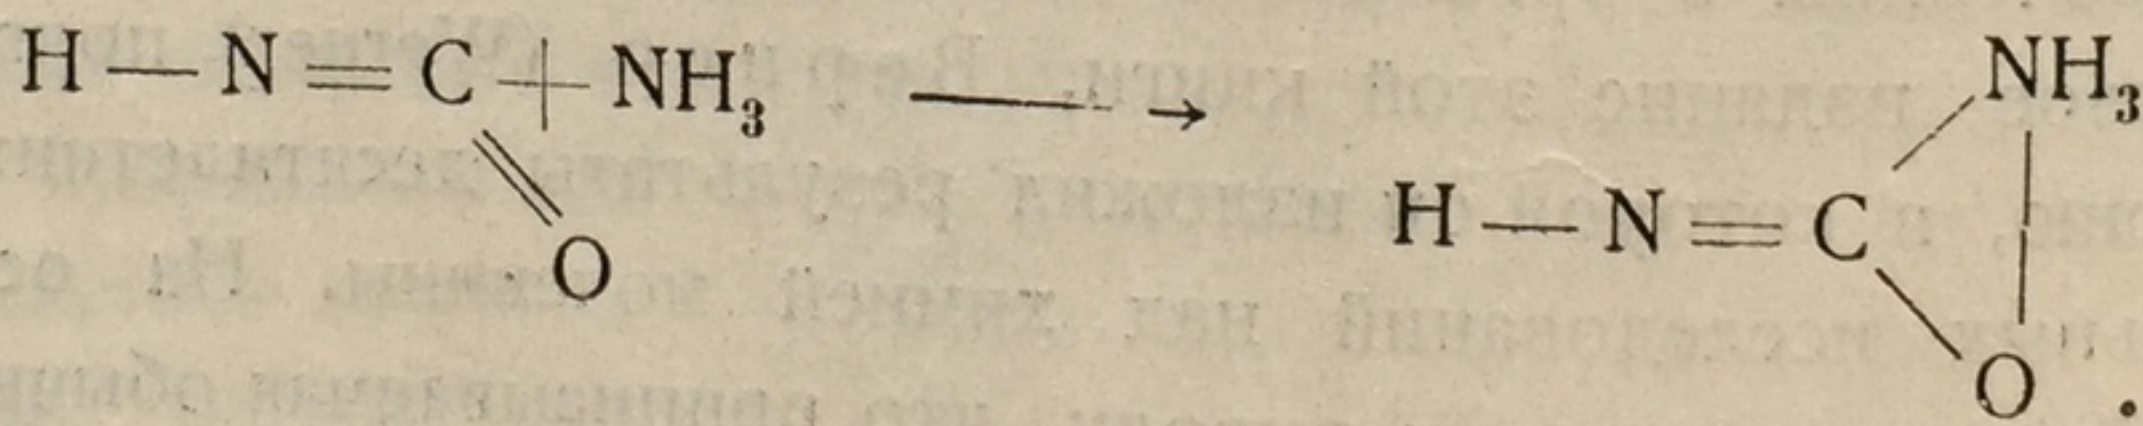 H — N = C + NH₃ ⟶ NH₃
H — N = C
O
O .